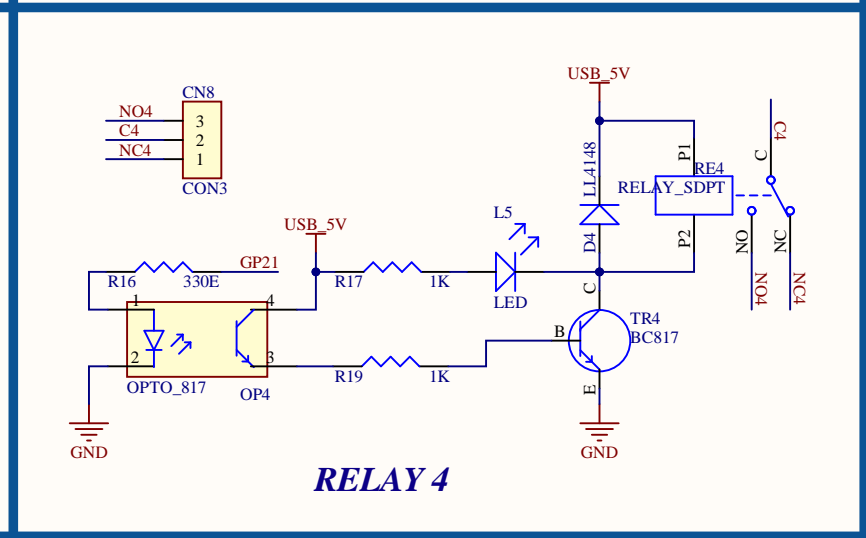 CN8
NO4
3
C4
2
NC4
1
CON3
USB_5V
LL4148
D4
P1
RE4
RELAY_SDPT
P2
C4
C
NO
NC
NO4
NC4
USB_5V
L5
LED
R16
330E
GP21
R17
1K
1
4
2
3
OPTO_817
OP4
R19
1K
C
B
TR4
BC817
E
GND
GND
RELAY 4